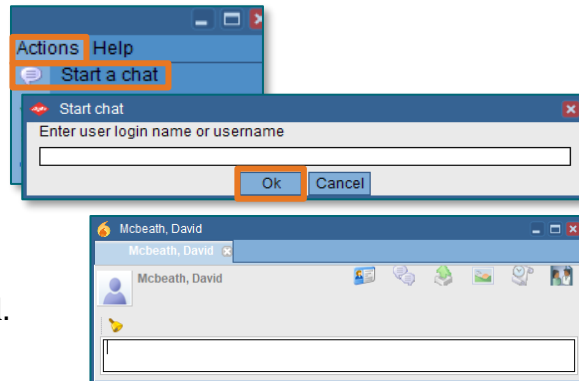 Actions Help
Start a chat
Start chat
Enter user login name or username
Ok Cancel
Mcbeath, David
Mcbeath, David
Mcbeath, David
.